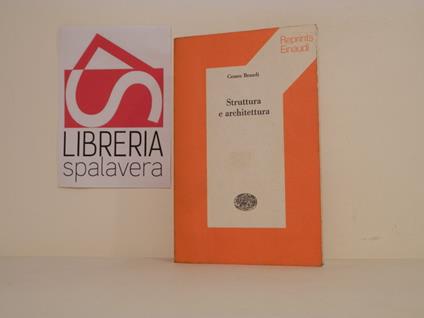 LIBRERIA
spalavera
Reprints
Einaudi
Cesare Brandi
Struttura
e architettura